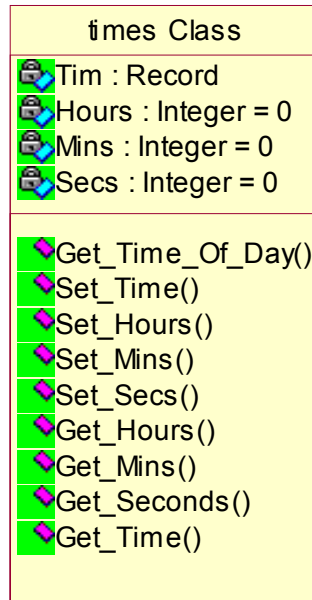 times Class
Tim : Record
Hours : Integer = 0
Mins : Integer = 0
Secs : Integer = 0
Get_Time_Of_Day()
Set_Time()
Set_Hours()
Set_Mins()
Set_Secs()
Get_Hours()
Get_Mins()
Get_Seconds()
Get_Time()